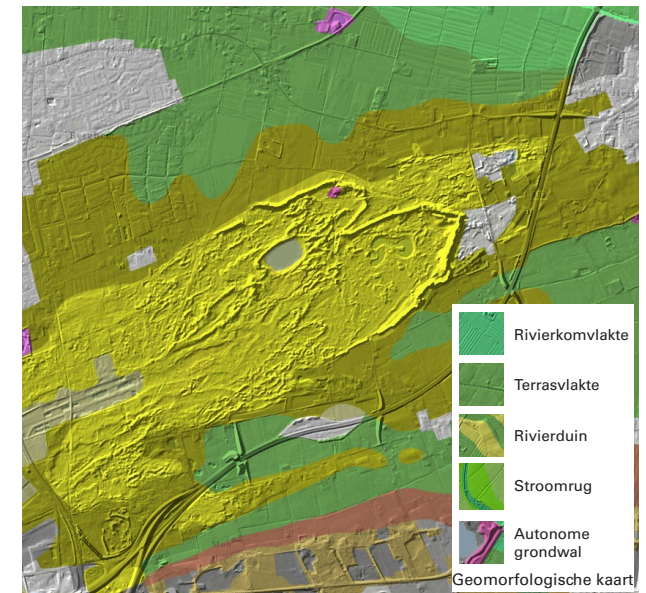 Rivierkomvlakte
Terrasvlakte
Rivierduin
Stroomrug
Autonome
grondwal
Geomorfologische kaart